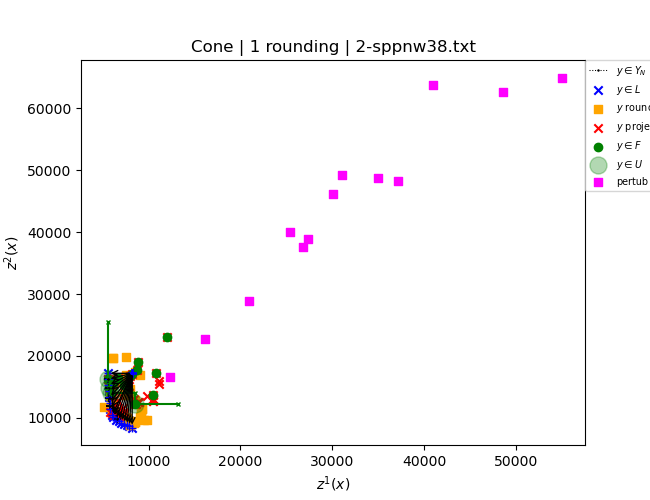 Cone | 1 rounding | 2-sppnw38.txt
z²(x)
60000
50000
40000
30000
20000
10000
10000 20000 30000 40000 50000
z¹(x)
y ∈ Y_N
y ∈ L
y roun
y proje
y ∈ F
y ∈ U
pertub